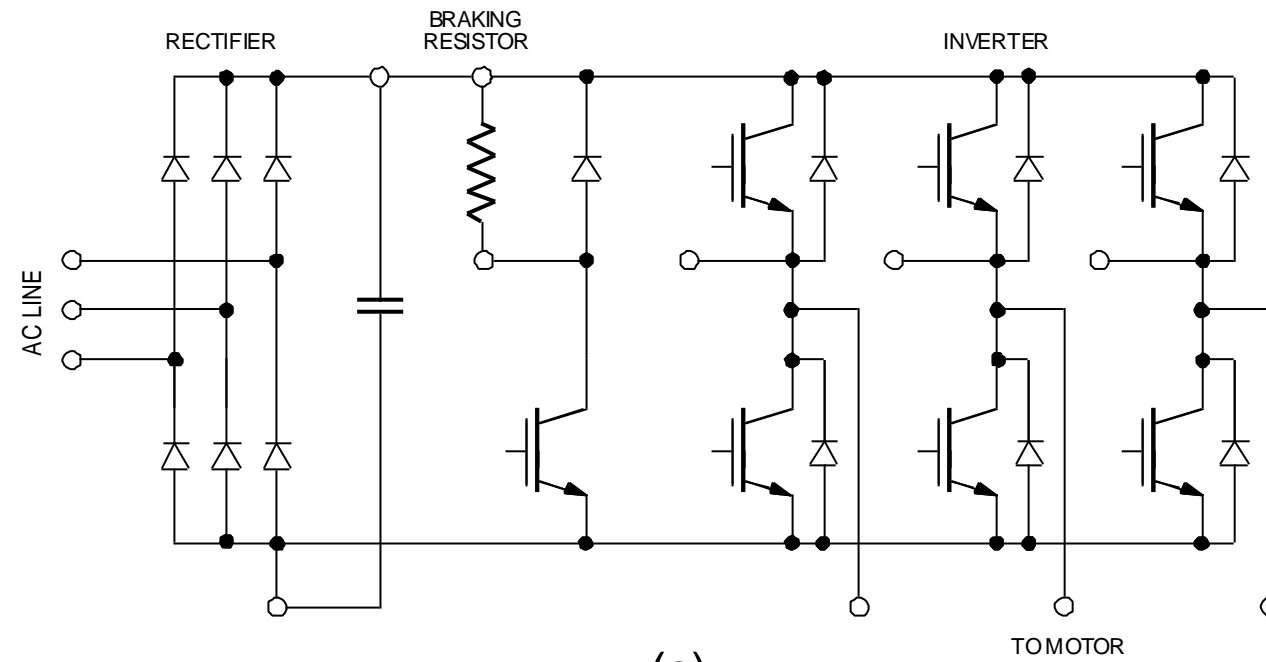 BRAKING
RECTIFIER RESISTOR INVERTER
AC LINE
TO MOTOR